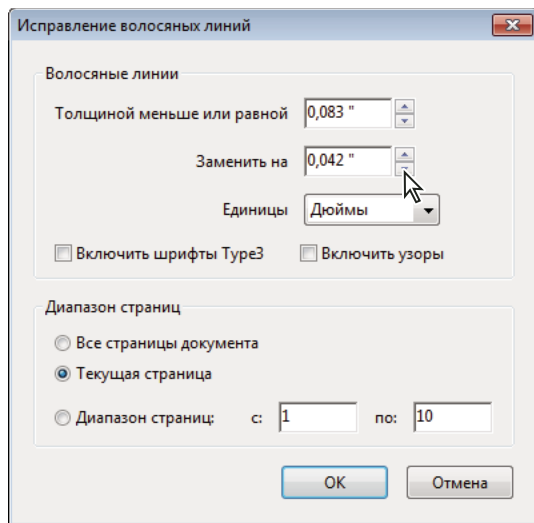 Исправление волосяных линий
Волосяные линии
Толщиной меньше или равной 0,083 "
Заменить на 0,042 "
Единицы Дюймы
Включить шрифты Type3 Включить узоры
Диапазон страниц
Все страницы документа
Текущая страница
Диапазон страниц: с: 1 по: 10
OK Отмена